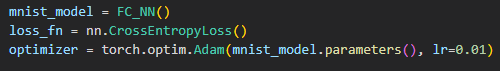 mnist_model = FC_NN()
loss_fn = nn.CrossEntropyLoss()
optimizer = torch.optim.Adam(mnist_model.parameters(), lr=0.01)